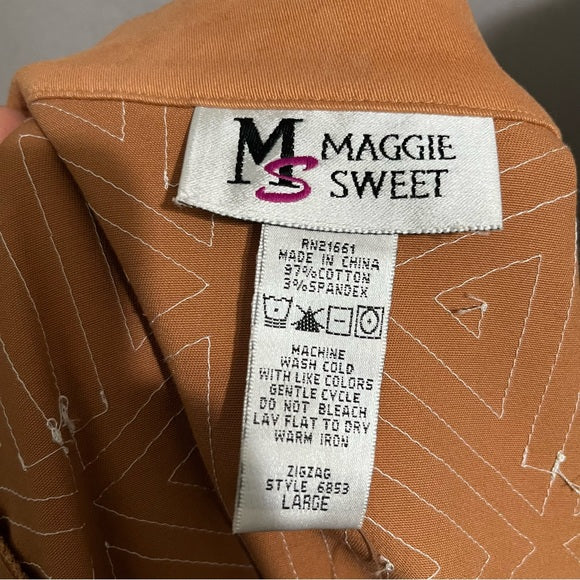 MS MAGGIE
SWEET
RN21661
MADE IN CHINA
97%COTTON
3%SPANDEX
MACHINE
WASH COLD
WITH LIKE COLORS
GENTLE CYCLE
DO NOT BLEACH
LAY FLAT TO DRY
WARM IRON
ZIGZAG
STYLE 6853
LARGE